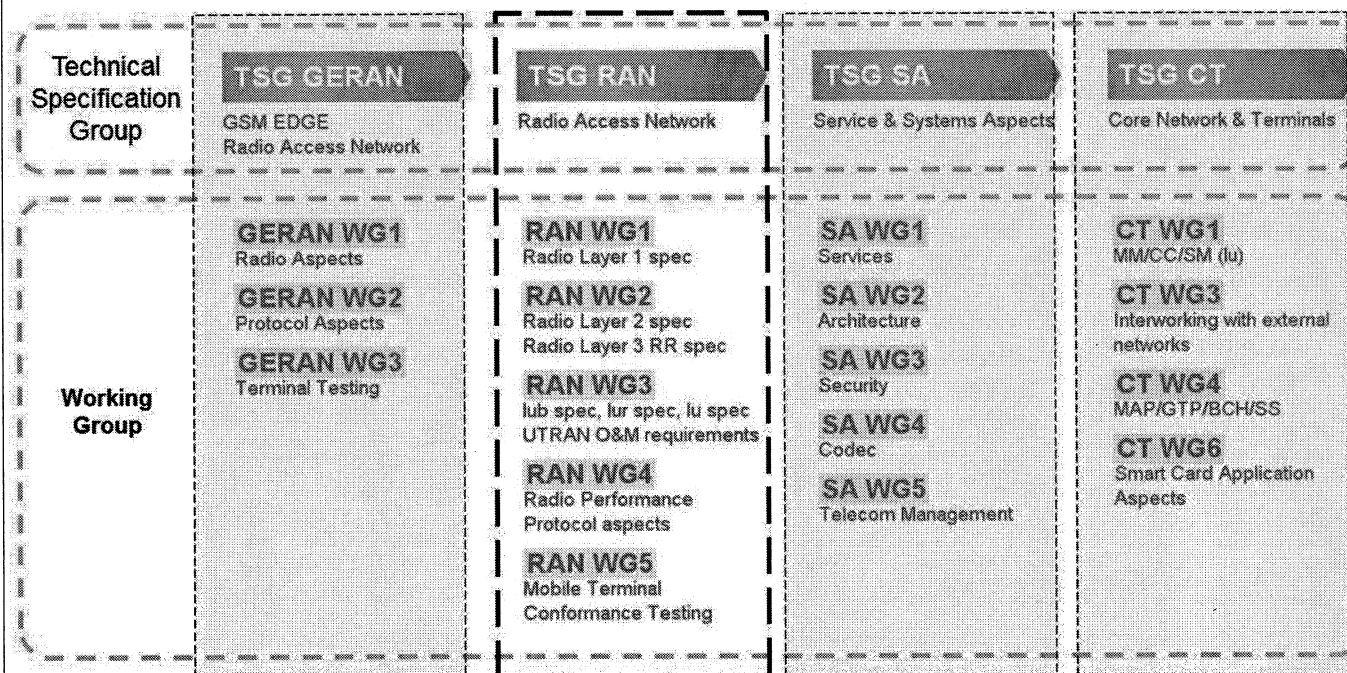 Technical
Specification
Group
TSG GERAN
GSM EDGE
Radio Access Network
TSG RAN
Radio Access Network
TSG SA
Service & Systems Aspects
TSG CT
Core Network & Terminals
Working
Group
GERAN WG1
Radio Aspects
GERAN WG2
Protocol Aspects
GERAN WG3
Terminal Testing
RAN WG1
Radio Layer 1 spec
RAN WG2
Radio Layer 2 spec
Radio Layer 3 RR spec
RAN WG3
Iub spec, Iur spec, Iu spec
UTRAN O&M requirements
RAN WG4
Radio Performance
Protocol aspects
RAN WG5
Mobile Terminal
Conformance Testing
SA WG1
Services
SA WG2
Architecture
SA WG3
Security
SA WG4
Codec
SA WG5
Telecom Management
CT WG1
MM/CC/SM (Iu)
CT WG3
Interworking with external
networks
CT WG4
MAP/GTP/BCH/SS
CT WG6
Smart Card Application
Aspects